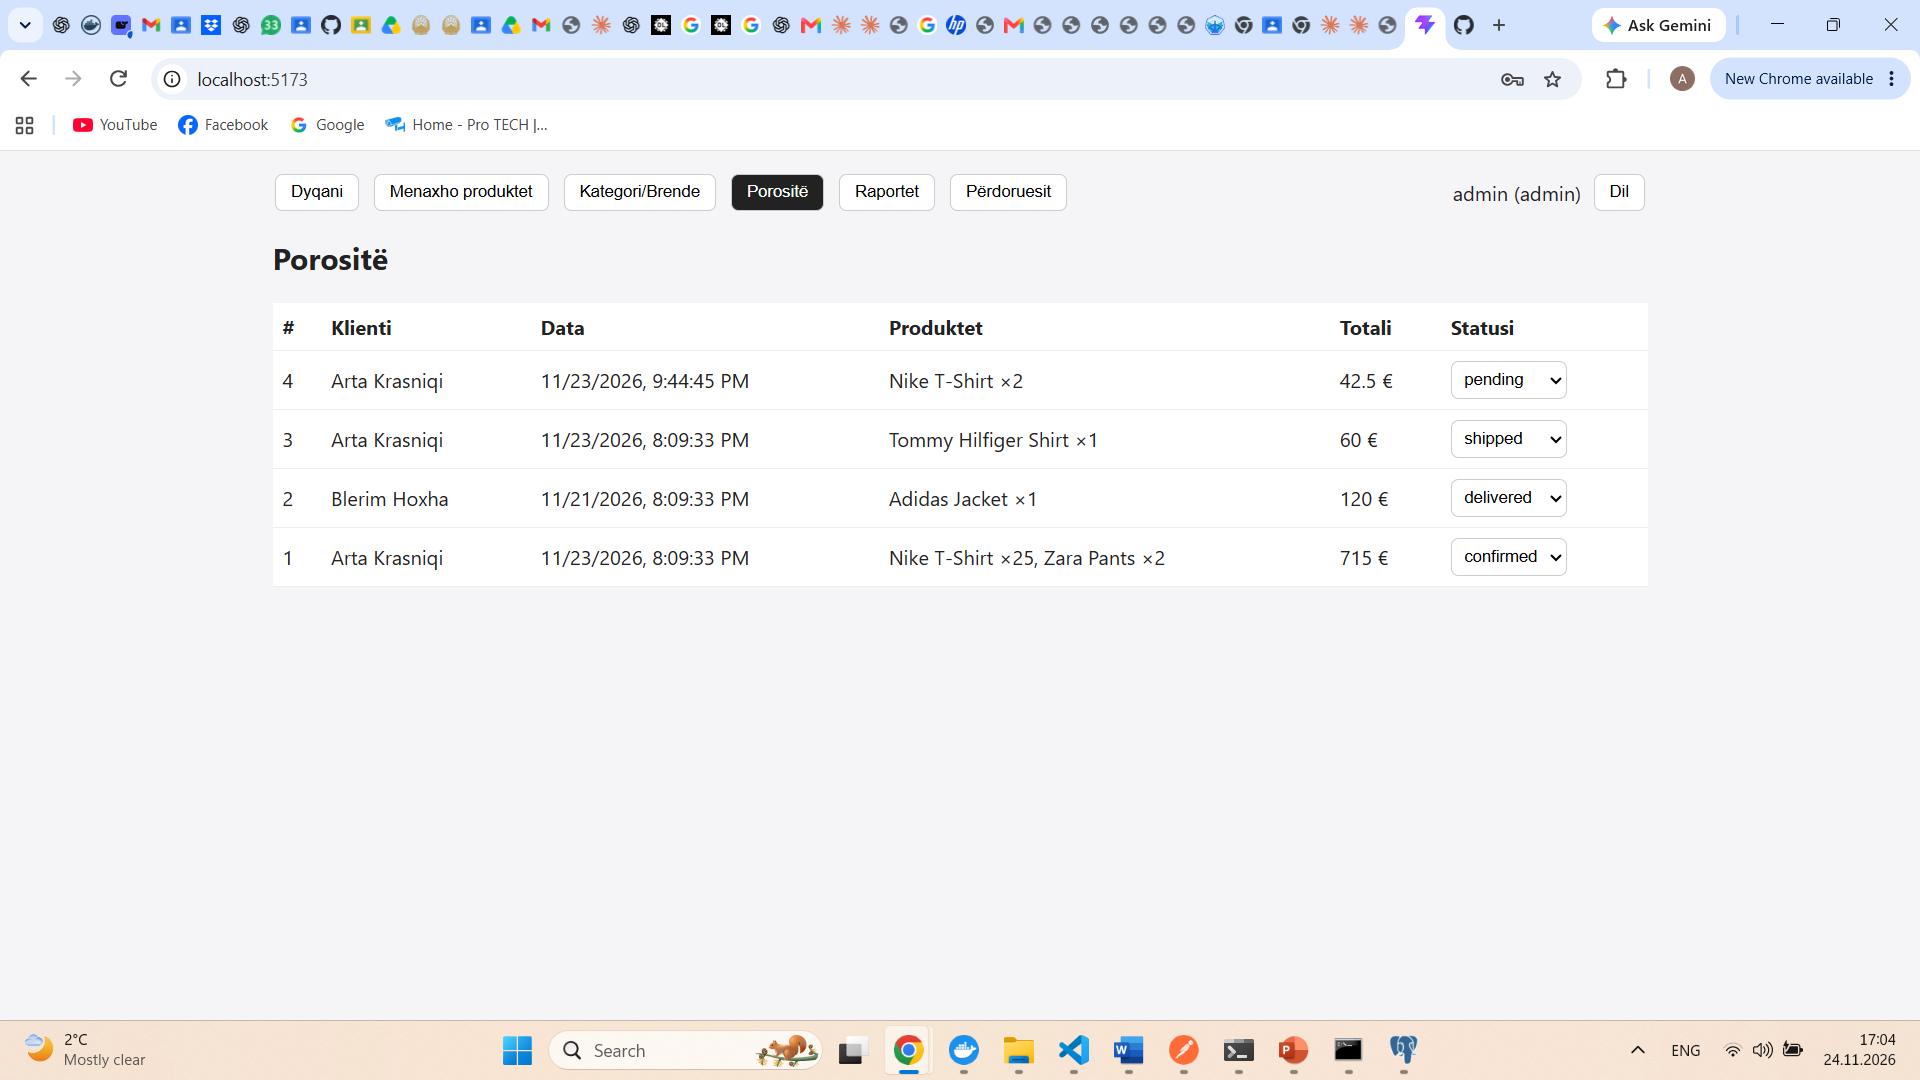 33
OL
OL
hp
Ask Gemini
localhost:5173
A
New Chrome available
YouTube
Facebook
Google
Home - Pro TECH |...
Dyqani
Menaxho produktet
Kategori/Brende
Porositë
Raportet
Përdoruesit
admin (admin)
Dil
Porositë
# Klienti Data Produktet Totali Statusi
4 Arta Krasniqi 11/23/2026, 9:44:45 PM Nike T-Shirt ×2 42.5 € pending
3 Arta Krasniqi 11/23/2026, 8:09:33 PM Tommy Hilfiger Shirt ×1 60 € shipped
2 Blerim Hoxha 11/21/2026, 8:09:33 PM Adidas Jacket ×1 120 € delivered
1 Arta Krasniqi 11/23/2026, 8:09:33 PM Nike T-Shirt ×25, Zara Pants ×2 715 € confirmed
2°C
Mostly clear
Search
ENG
17:04
24.11.2026